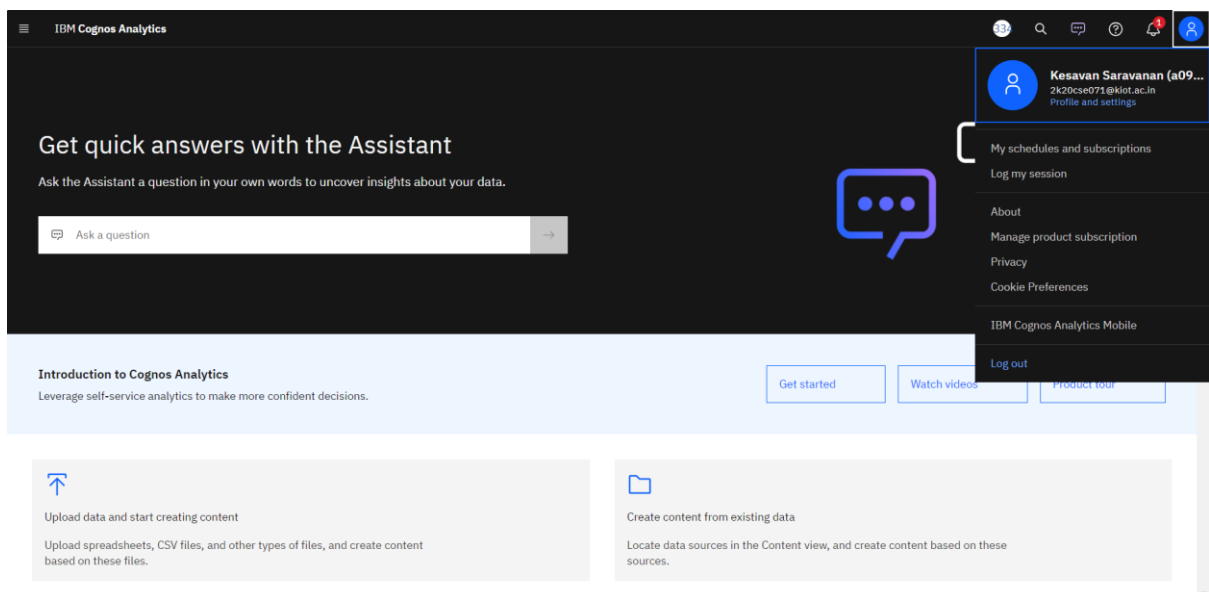 IBM Cognos Analytics
334
1
Kesavan Saravanan (a09...
2k20cse071@kiot.ac.in
Profile and settings
My schedules and subscriptions
Log my session
About
Manage product subscription
Privacy
Cookie Preferences
IBM Cognos Analytics Mobile
Log out
Get quick answers with the Assistant
Ask the Assistant a question in your own words to uncover insights about your data.
Ask a question
Introduction to Cognos Analytics
Leverage self-service analytics to make more confident decisions.
Get started
Watch videos
Product tour
Upload data and start creating content
Upload spreadsheets, CSV files, and other types of files, and create content
based on these files.
Create content from existing data
Locate data sources in the Content view, and create content based on these
sources.